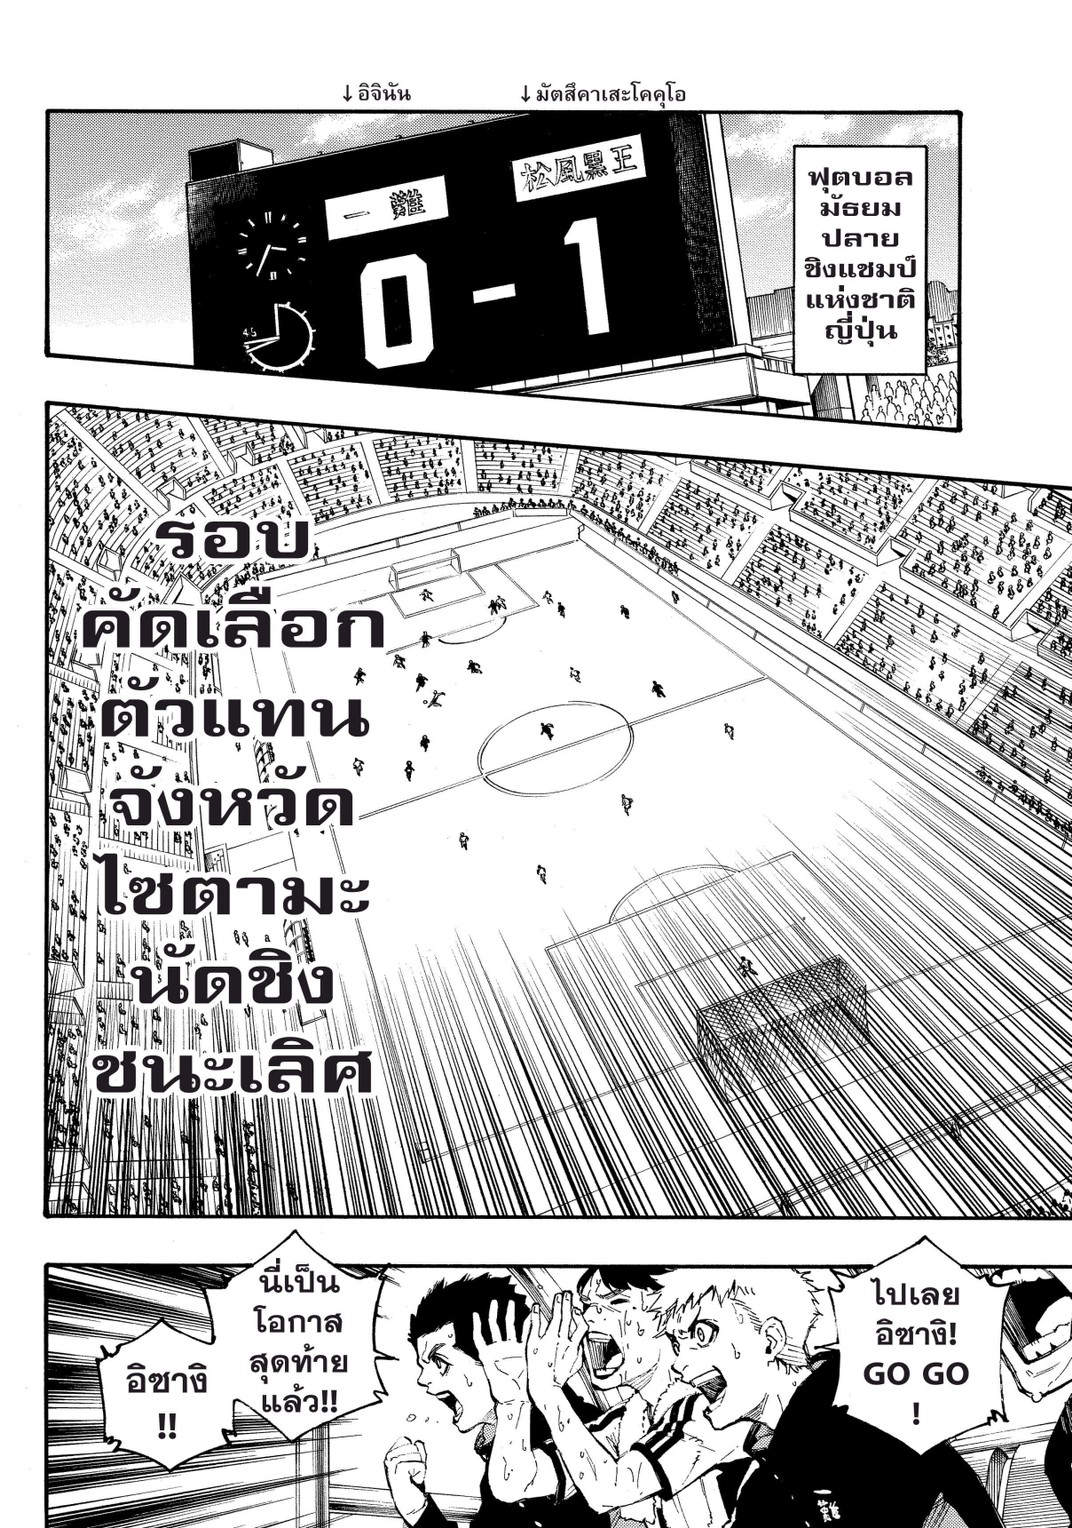 ↓อิจินัน
↓มัตสึคาเสะโคคุโอ
一難
松風黒王
0-1
45
ฟุตบอล
มัธยม
ปลาย
ชิงแชมป์
แห่งชาติ
ญี่ปุ่น
รอบ
คัดเลือก
ตัวแทน
จังหวัด
ไซตามะ
นัดชิง
ชนะเลิศ
ไปเลย
อิซางิ!
GO GO
!
นี่เป็น
โอกาส
สุดท้าย
แล้ว!!
อิซางิ
!!
難